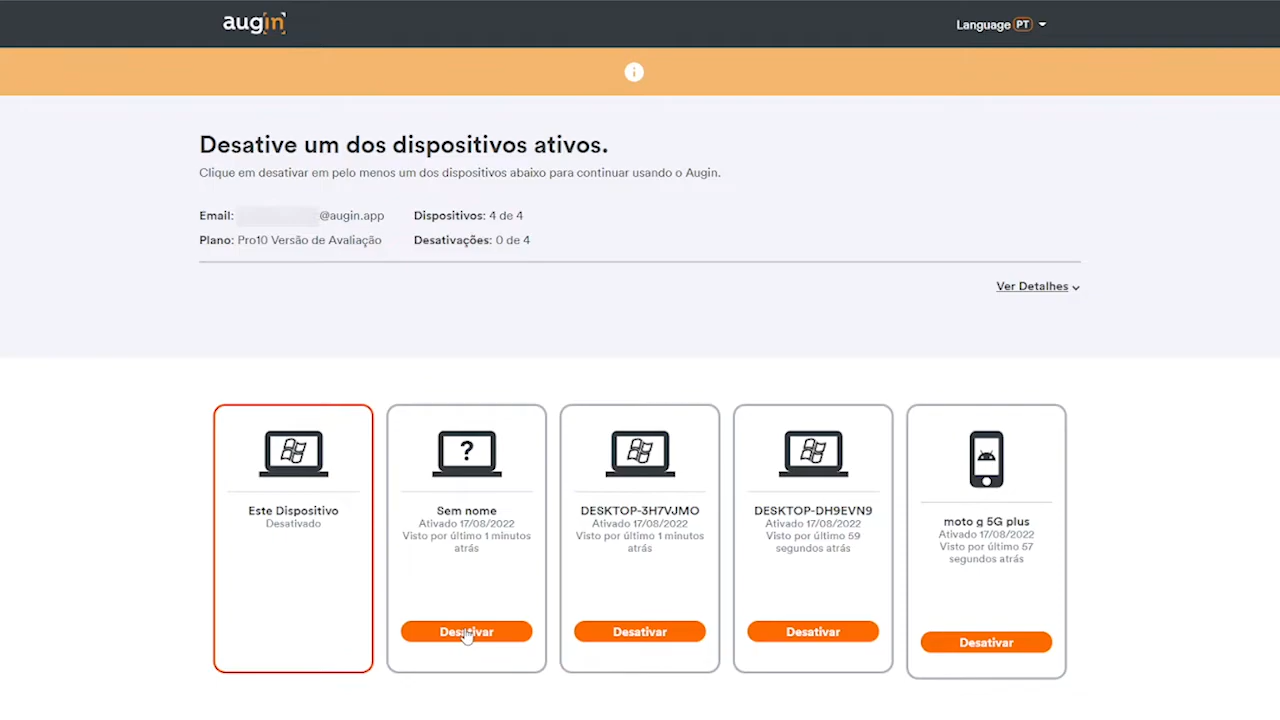 augin
Language PT
Desative um dos dispositivos ativos.
Clique em desativar em pelo menos um dos dispositivos abaixo para continuar usando o Augin.
Email: @augin.app
Dispositivos: 4 de 4
Plano: Pro10 Versão de Avaliação
Desativações: 0 de 4
Ver Detalhes
Este Dispositivo
Desativado
?
Sem nome
Ativado 17/08/2022
Visto por último 1 minutos
atrás
Desativar
DESKTOP-3H7VJMO
Ativado 17/08/2022
Visto por último 1 minutos
atrás
Desativar
DESKTOP-DH9EVN9
Ativado 17/08/2022
Visto por último 59
segundos atrás
Desativar
moto g 5G plus
Ativado 17/08/2022
Visto por último 57
segundos atrás
Desativar